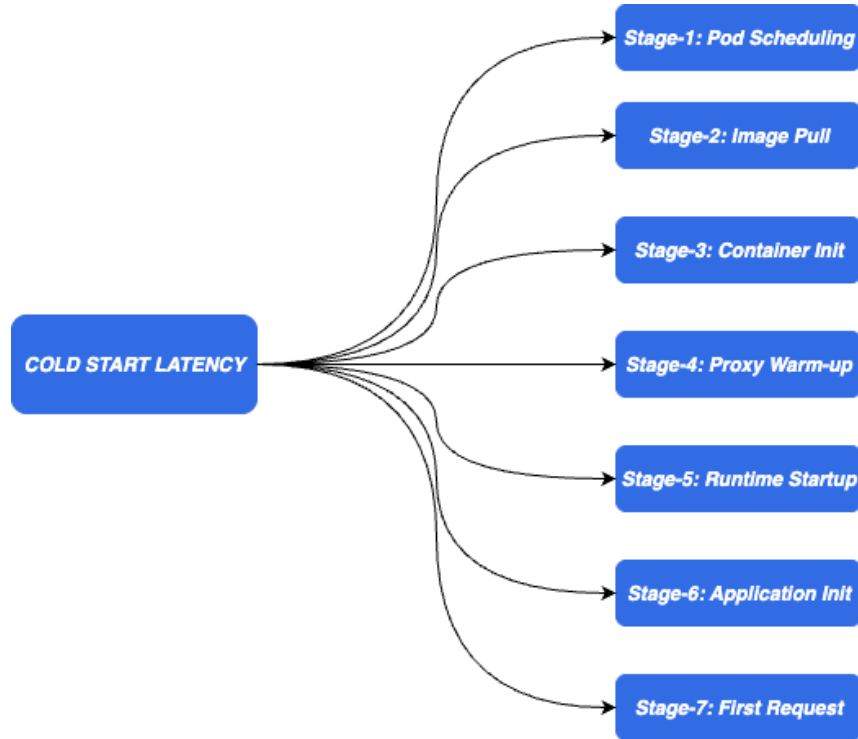 Stage-1: Pod Scheduling
Stage-2: Image Pull
Stage-3: Container Init
COLD START LATENCY
Stage-4: Proxy Warm-up
Stage-5: Runtime Startup
Stage-6: Application Init
Stage-7: First Request